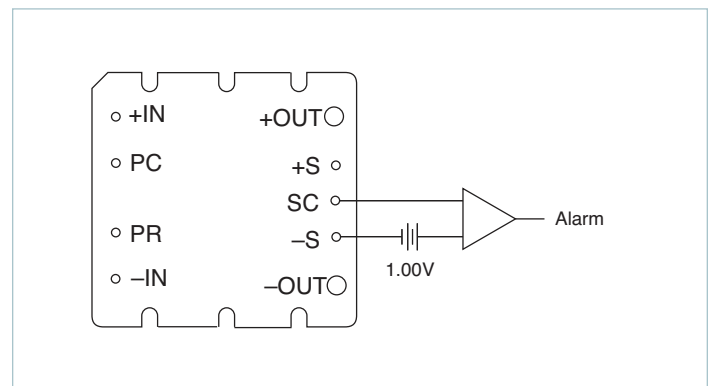 +IN
+OUT
PC
+S
SC
PR
–S
–IN
–OUT
1.00V
Alarm